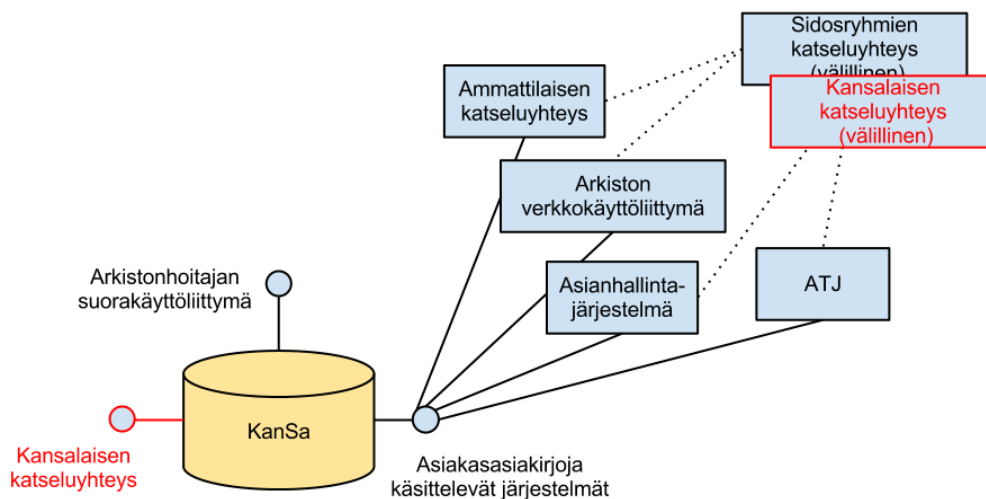 Sidosryhmien
katseluyhteys
(välillinen)
Kansalaisen
katseluyhteys
(välillinen)
Ammattilaisen
katseluyhteys
Arkiston
verkkokäyttöliittymä
Asianhallinta-
järjestelmä
ATJ
Arkistonhoitajan
suorakäyttöliittymä
KanSa
Kansalaisen
katseluyhteys
Asiakasasiakirjoja
käsittelevät järjestelmät